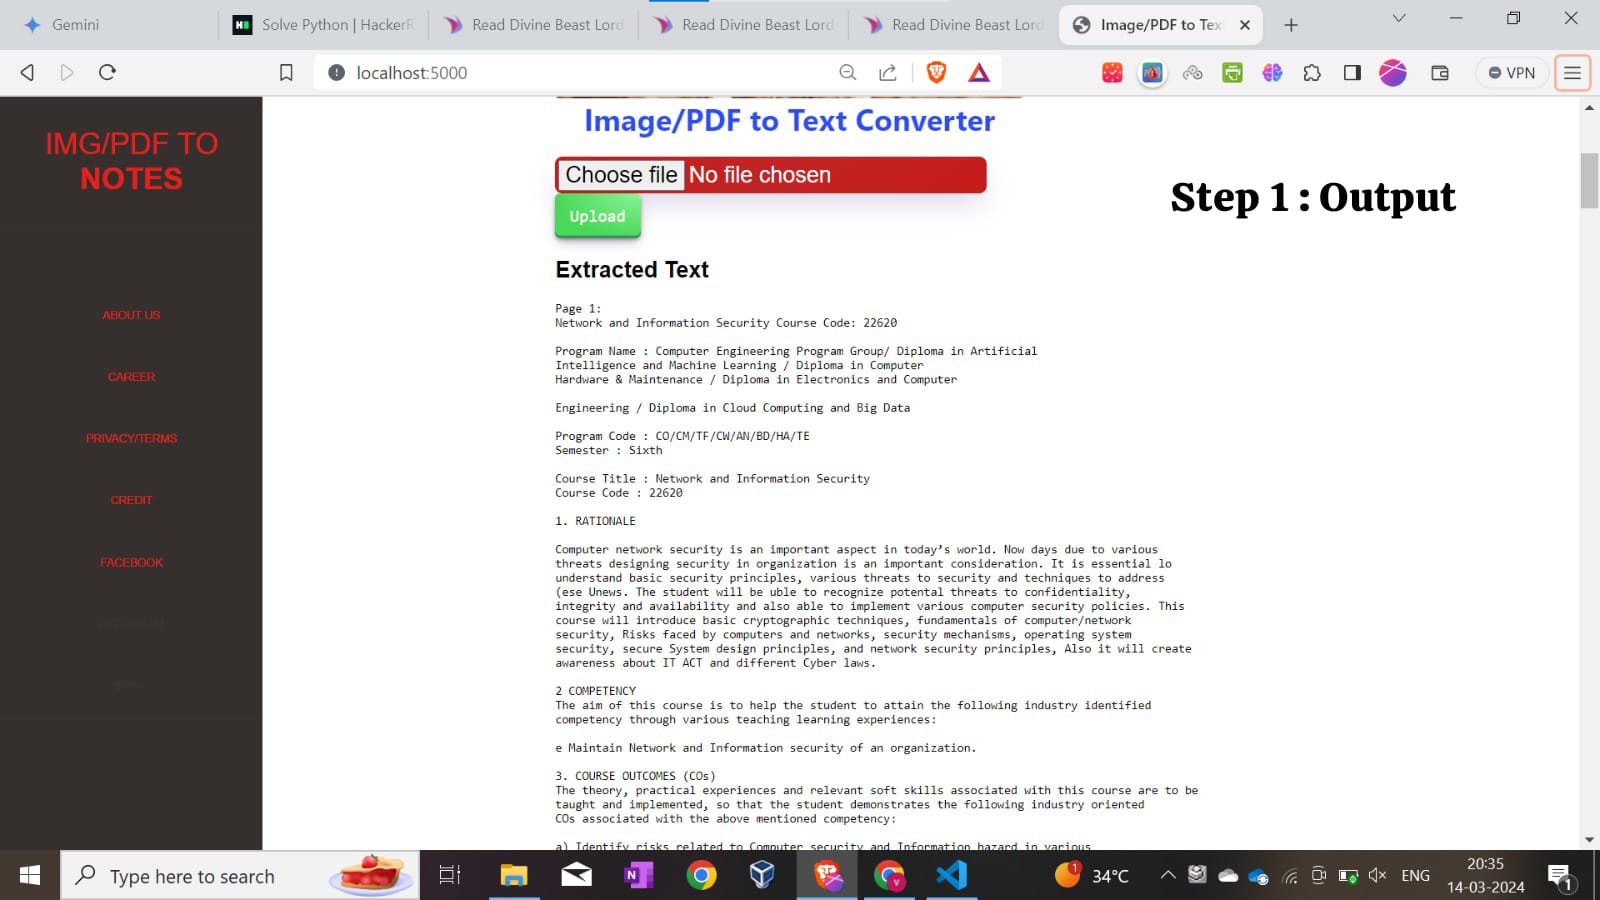 Gemini
Solve Python | HackerR
Read Divine Beast Lord
Read Divine Beast Lord
Read Divine Beast Lord
Image/PDF to Tex
localhost:5000
VPN
IMG/PDF TO
NOTES
ABOUT US
CAREER
PRIVACY/TERMS
CREDIT
FACEBOOK
Image/PDF to Text Converter
Choose file No file chosen
Upload
Step 1 : Output
Extracted Text
Page 1:
Network and Information Security Course Code: 22620
Program Name : Computer Engineering Program Group/ Diploma in Artificial
Intelligence and Machine Learning / Diploma in Computer
Hardware & Maintenance / Diploma in Electronics and Computer
Engineering / Diploma in Cloud Computing and Big Data
Program Code : CO/CM/TF/CW/AN/BD/HA/TE
Semester : Sixth
Course Title : Network and Information Security
Course Code : 22620
1. RATIONALE
Computer network security is an important aspect in today’s world. Now days due to various
threats designing security in organization is an important consideration. It is essential lo
understand basic security principles, various threats to security and techniques to address
(ese Unews. The student will be uble to recognize potental threats to confidentiality,
integrity and availability and also able to implement various computer security policies. This
course will introduce basic cryptographic techniques, fundamentals of computer/network
security, Risks faced by computers and networks, security mechanisms, operating system
security, secure System design principles, and network security principles, Also it will create
awareness about IT ACT and different Cyber laws.
2 COMPETENCY
The aim of this course is to help the student to attain the following industry identified
competency through various teaching learning experiences:
e Maintain Network and Information security of an organization.
3. COURSE OUTCOMES (COs)
The theory, practical experiences and relevant soft skills associated with this course are to be
taught and implemented, so that the student demonstrates the following industry oriented
COs associated with the above mentioned competency:
a) Identify risks related to Computer security and Information hazard in various
Type here to search
1
34°C
ENG
20:35
14-03-2024
1